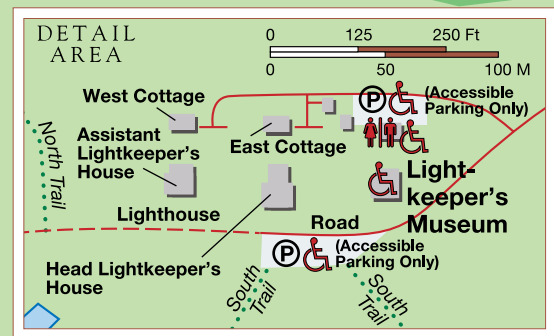 DETAIL
AREA
0 125 250 Ft
0 50 100 M
West Cottage
P
(Accessible
Parking Only)
Assistant
Lightkeeper's
House
East Cottage
North Trail
Light-
keeper's
Museum
Lighthouse
Road
P
(Accessible
Parking Only)
Head Lightkeeper's
House
South
Trail
South
Trail